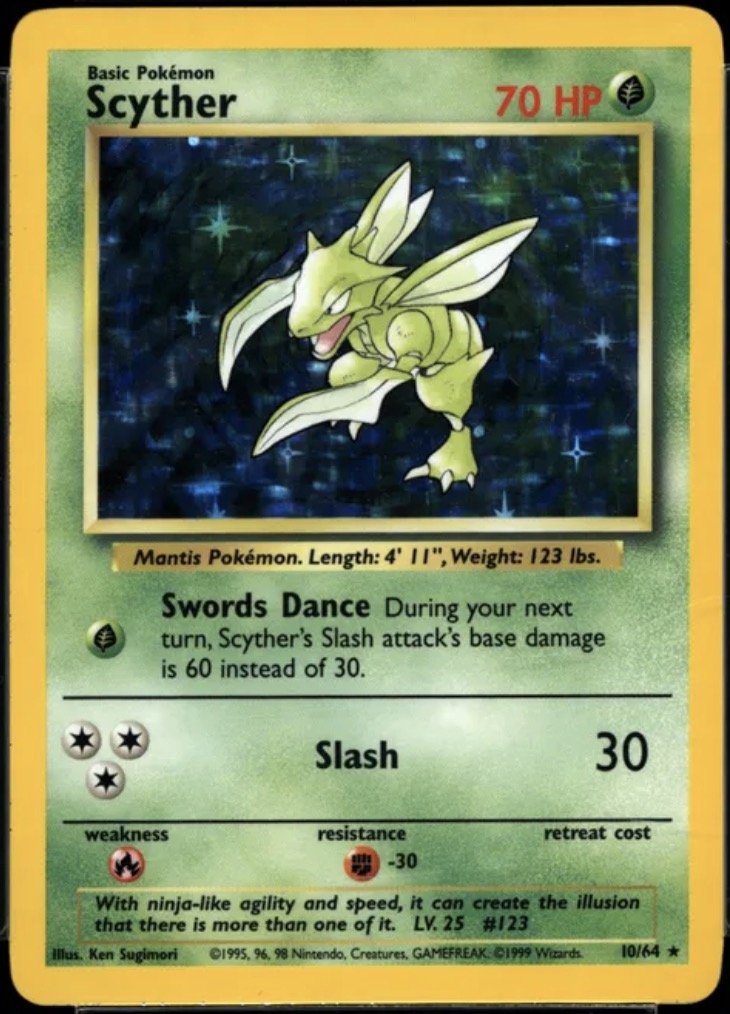 Basic Pokémon
Scyther
70 HP
Mantis Pokémon. Length: 4' 11", Weight: 123 lbs.
Swords Dance During your next
turn, Scyther's Slash attack's base damage
is 60 instead of 30.
Slash 30
weakness resistance retreat cost
-30
With ninja-like agility and speed, it can create the illusion
that there is more than one of it. LV. 25 #123
Illus. Ken Sugimori ©1995, 96, 98 Nintendo, Creatures, GAMEFREAK. ©1999 Wizards. 10/64 ★